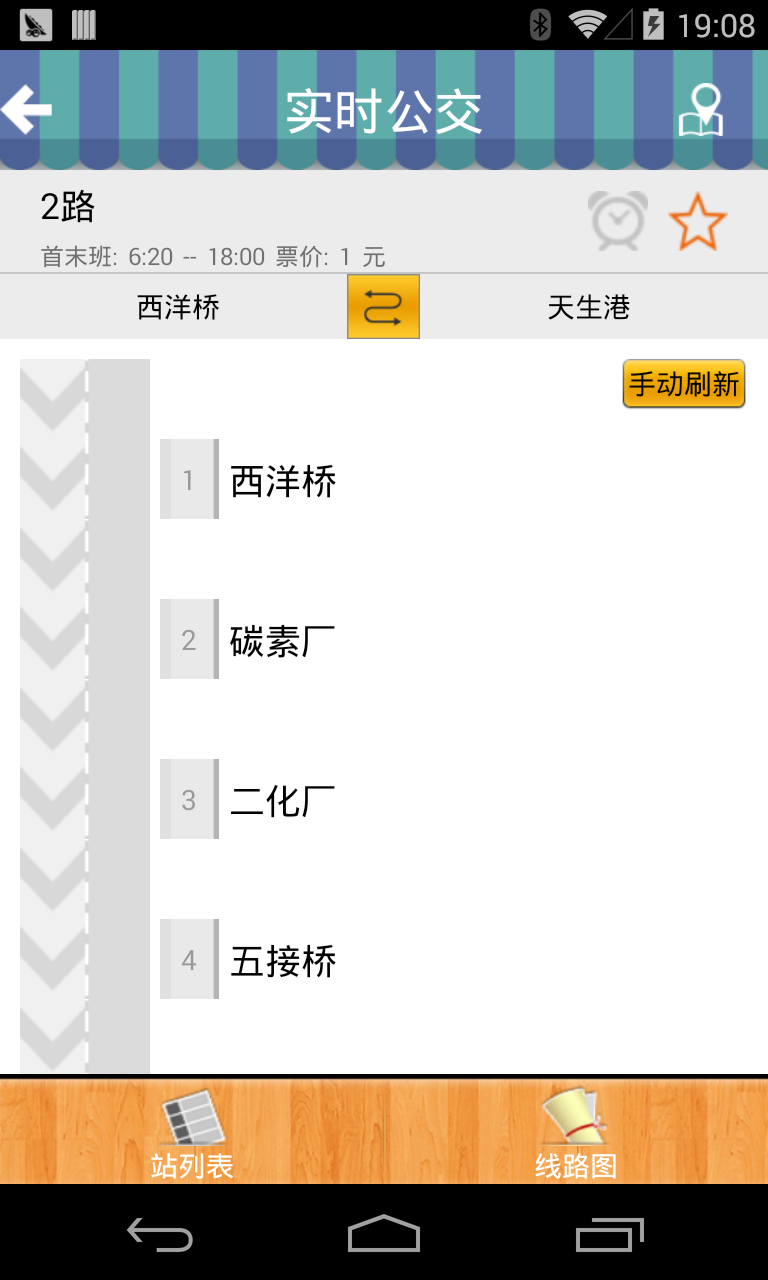 19:08
实时公交
2路
首末班: 6:20 -- 18:00 票价: 1 元
西洋桥
天生港
手动刷新
1 西洋桥
2 碳素厂
3 二化厂
4 五接桥
站列表
线路图